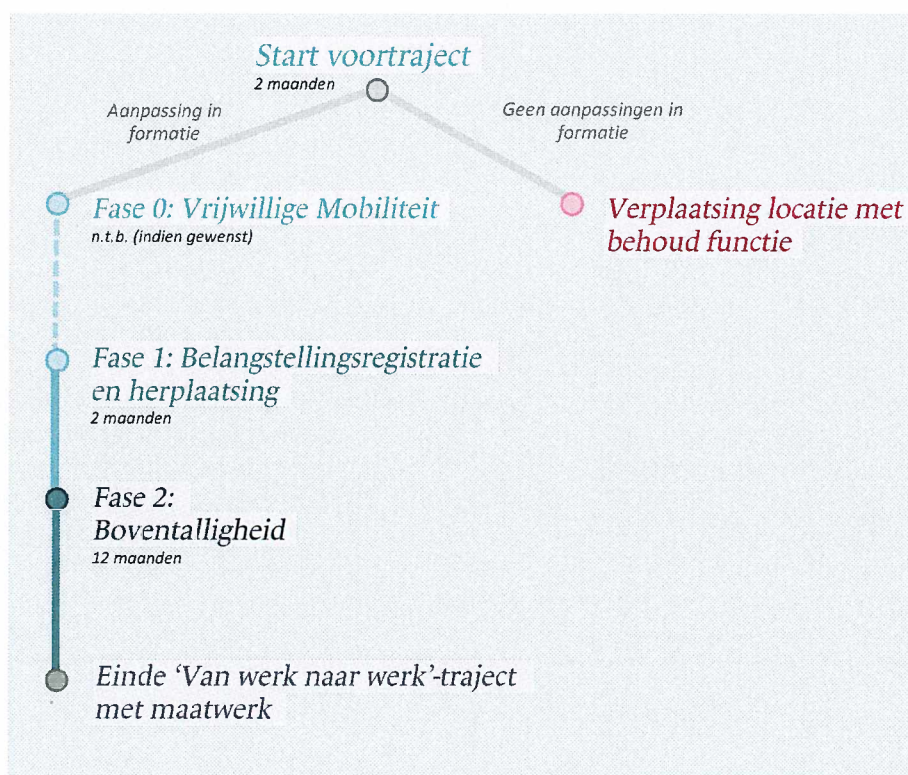 Start voortraject
2 maanden
Aanpassing in
formatie
Geen aanpassingen in
formatie
Fase 0: Vrijwillige Mobiliteit
n.t.b. (indien gewenst)
Verplaatsing locatie met
behoud functie
Fase 1: Belangstellingsregistratie
en herplaatsing
2 maanden
Fase 2:
Boventalligheid
12 maanden
Einde ‘Van werk naar werk’-traject
met maatwerk